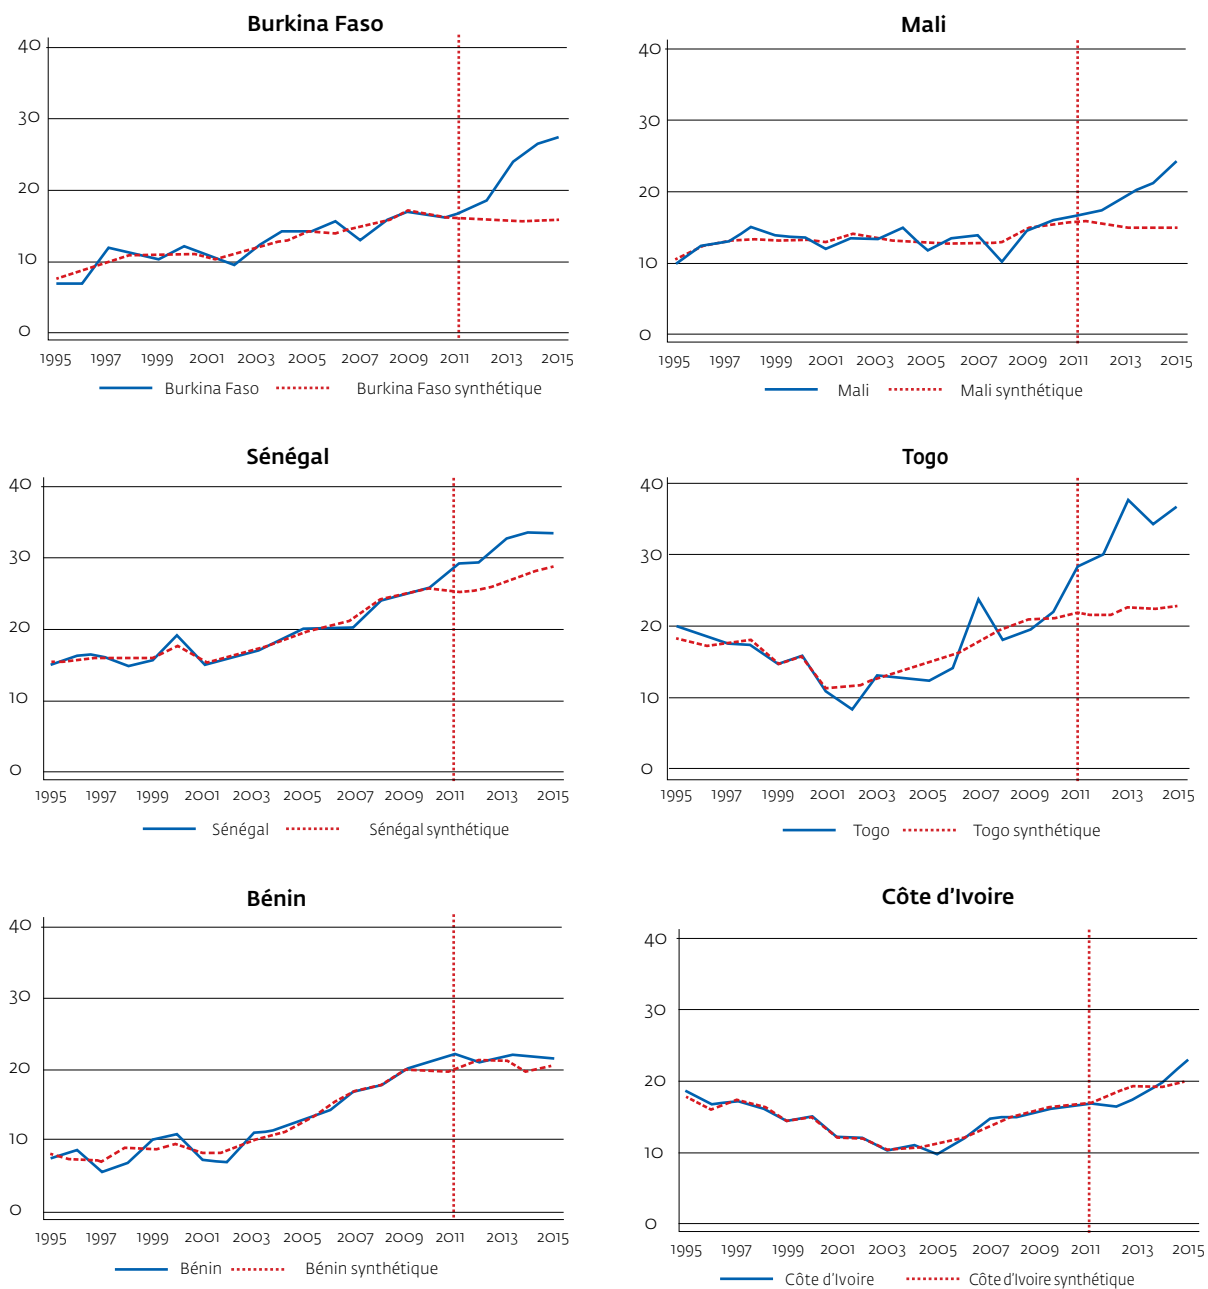 Burkina Faso
40
30
20
10
0
1995 1997 1999 2001 2003 2005 2007 2009 2011 2013 2015
Burkina Faso Burkina Faso synthétique
Mali
40
30
20
10
0
1995 1997 1999 2001 2003 2005 2007 2009 2011 2013 2015
Mali Mali synthétique
Sénégal
40
30
20
10
0
1995 1997 1999 2001 2003 2005 2007 2009 2011 2013 2015
Sénégal Sénégal synthétique
Togo
40
30
20
10
0
1995 1997 1999 2001 2003 2005 2007 2009 2011 2013 2015
Togo Togo synthétique
Bénin
40
30
20
10
0
1995 1997 1999 2001 2003 2005 2007 2009 2011 2013 2015
Bénin Bénin synthétique
Côte d'Ivoire
40
30
20
10
0
1995 1997 1999 2001 2003 2005 2007 2009 2011 2013 2015
Côte d'Ivoire Côte d'Ivoire synthétique